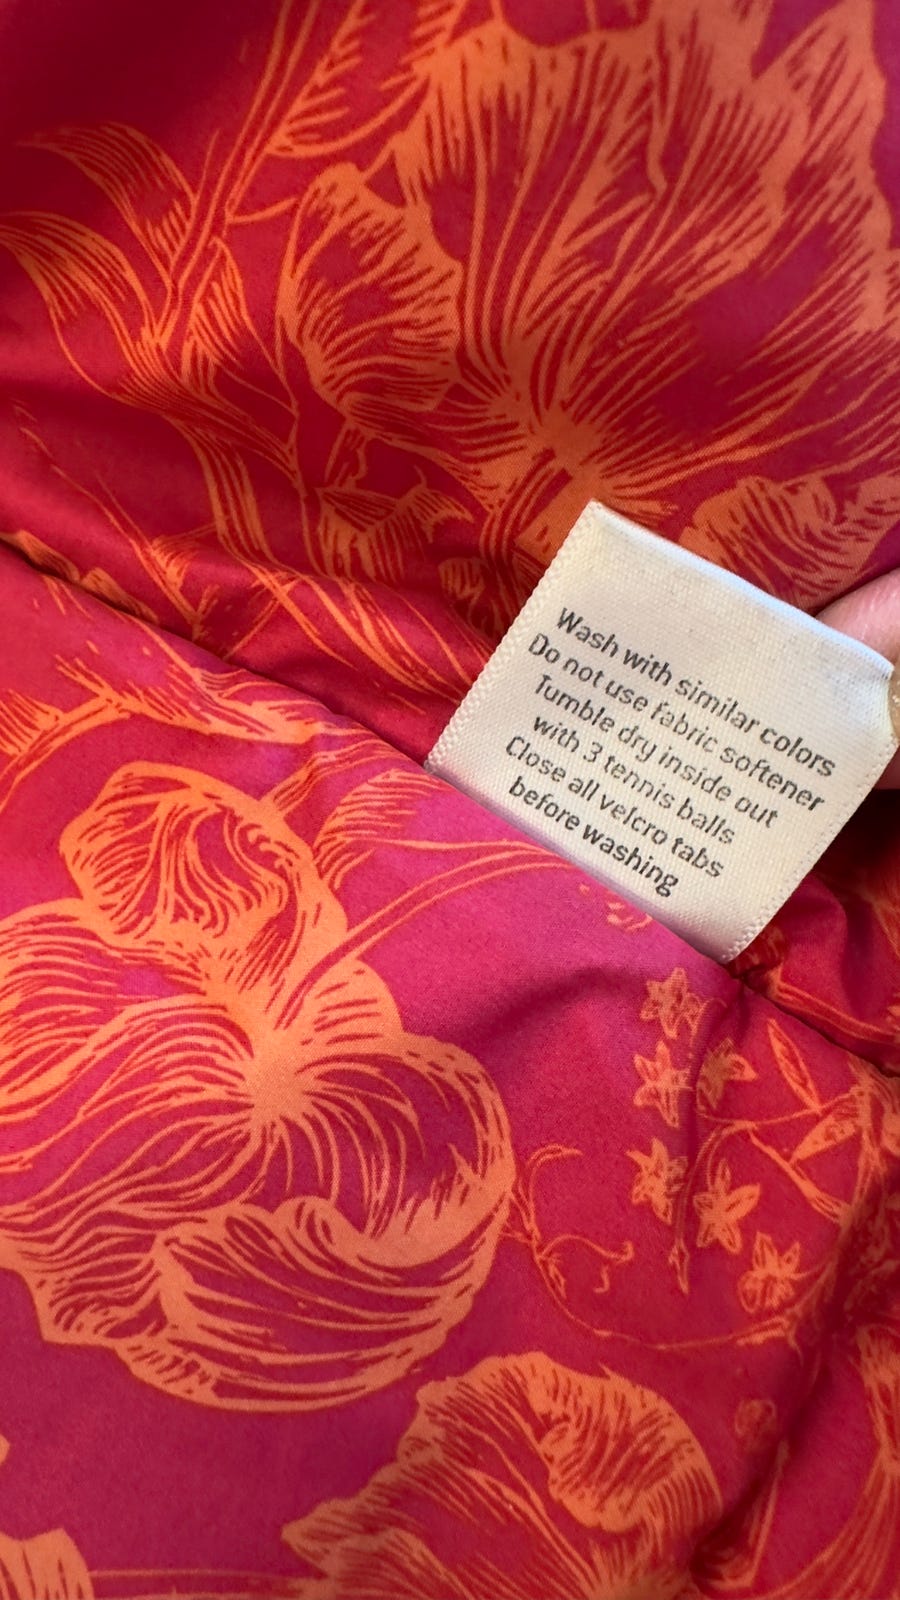 Wash with similar colors
Do not use fabric softener
Tumble dry inside out
with 3 tennis balls
Close all velcro tabs
before washing